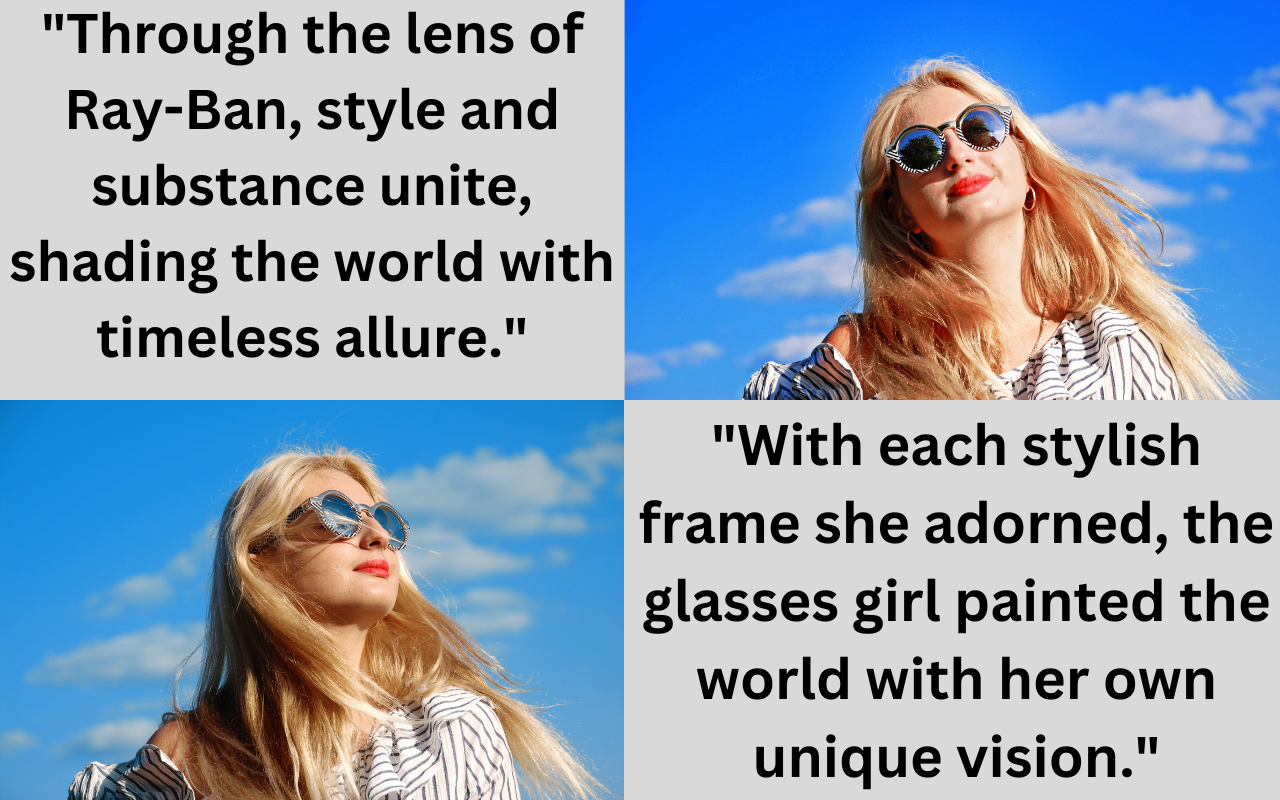 "Through the lens of
Ray-Ban, style and
substance unite,
shading the world with
timeless allure."
"With each stylish
frame she adorned, the
glasses girl painted the
world with her own
unique vision."